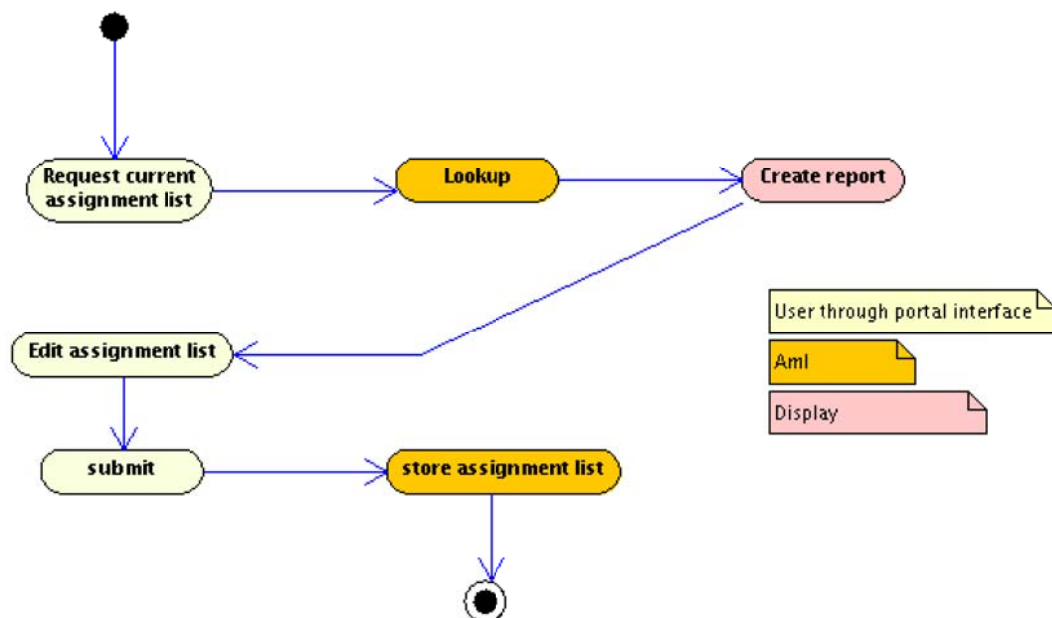 Request current
assignment list
Lookup
Create report
User through portal interface
Edit assignment list
AmI
Display
submit
store assignment list